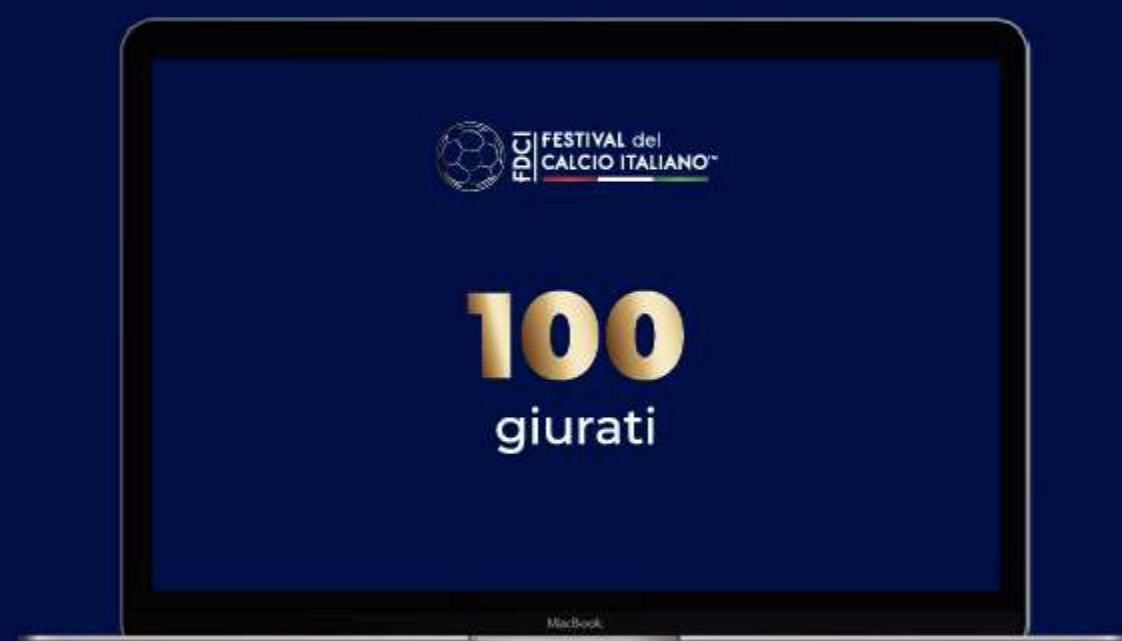 FDCI
FESTIVAL del
CALCIO ITALIANO™
100
giurati
MacBook